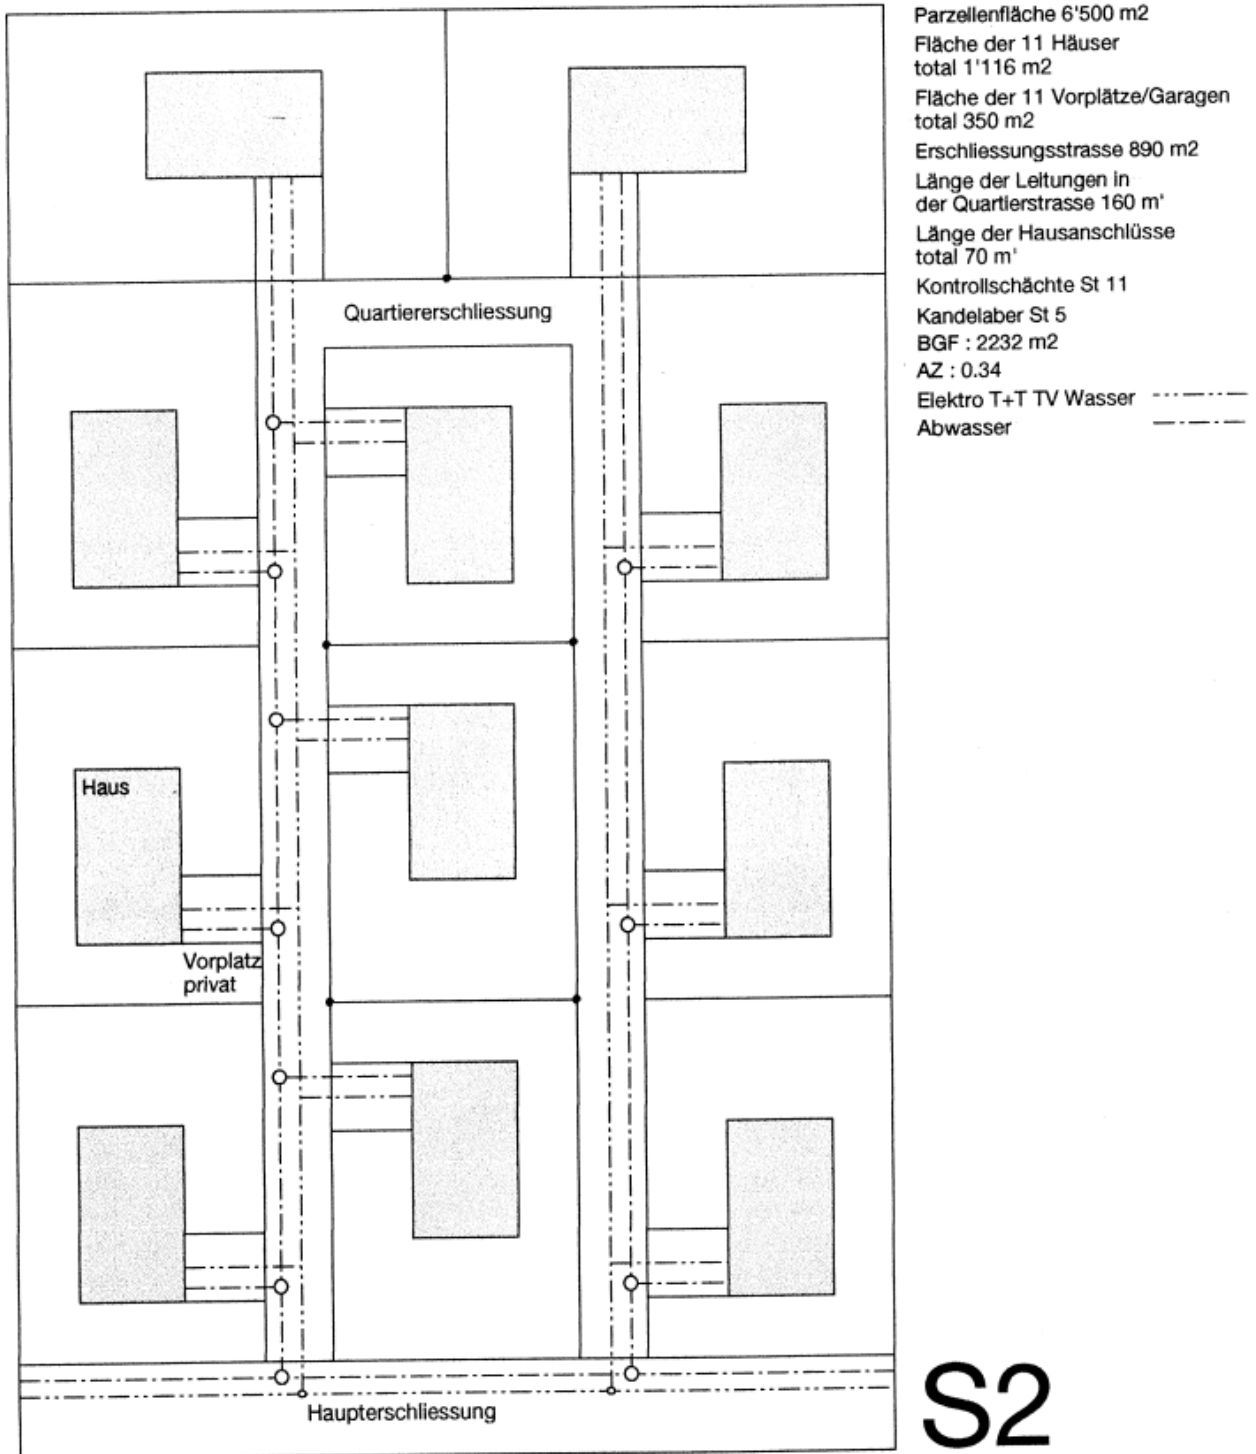 Parzellenfläche 6'500 m2
Fläche der 11 Häuser
total 1'116 m2
Fläche der 11 Vorplätze/Garagen
total 350 m2
Erschliessungsstrasse 890 m2
Länge der Leitungen in
der Quartierstrasse 160 m'
Länge der Hausanschlüsse
total 70 m'
Kontrollschächte St 11
Kandelaber St 5
BGF : 2232 m2
AZ : 0.34
Elektro T+T TV Wasser
Abwasser
Quartiererschliessung
Haus
Vorplatz
privat
Haupterschliessung
S2